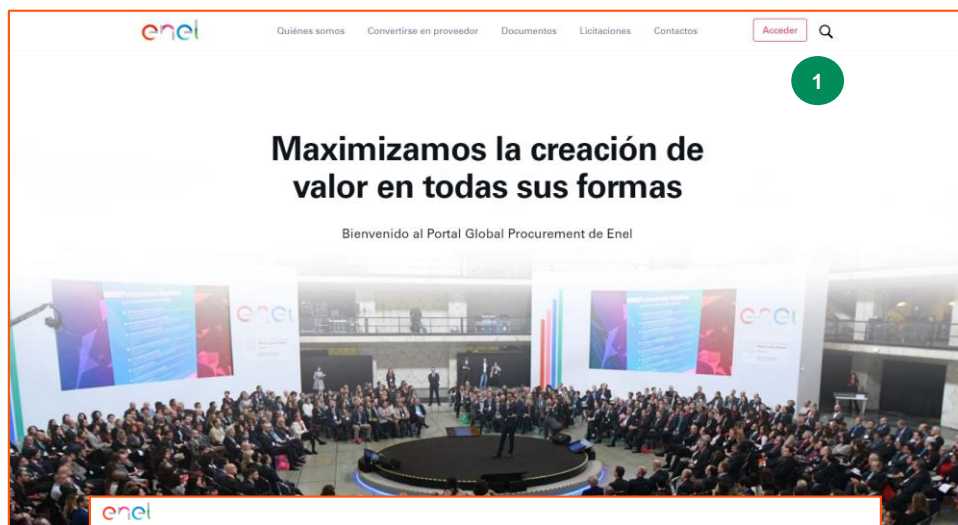 enel
Quiénes somos Convertirse en proveedor Documentos Licitaciones Contactos Acceder
1
Maximizamos la creación de
valor en todas sus formas
Bienvenido al Portal Global Procurement de Enel
enel
enel
enel